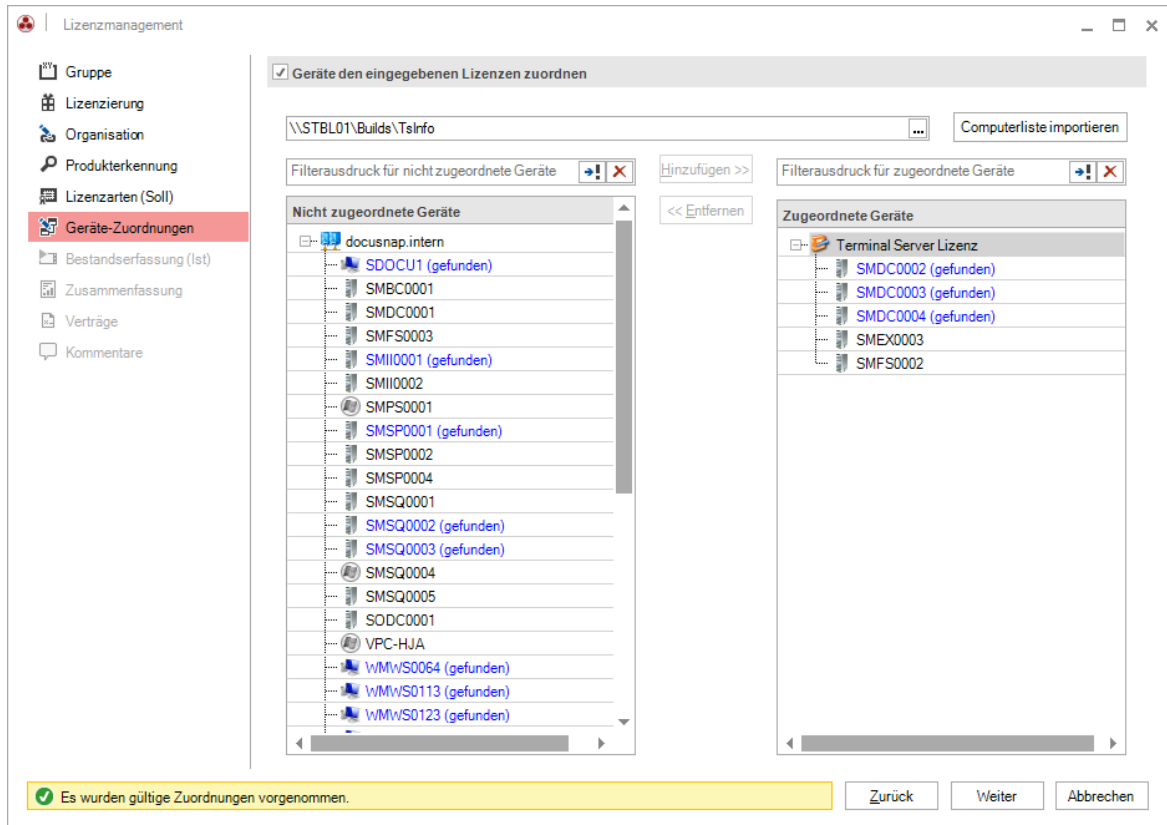 Lizenzmanagement
Gruppe
Lizenzierung
Organisation
Produkterkennung
Lizenzarten (Soll)
Geräte-Zuordnungen
Bestandserfassung (Ist)
Zusammenfassung
Verträge
Kommentare
Geräte den eingegebenen Lizenzen zuordnen
\\STBL01\Builds\TsInfo
...
Computerliste importieren
Filterausdruck für nicht zugeordnete Geräte
Hinzufügen >>
<< Entfernen
Filterausdruck für zugeordnete Geräte
Nicht zugeordnete Geräte
docusnap.intern
SDOCU1 (gefunden)
SMBC0001
SMDC0001
SMFS0003
SMII0001 (gefunden)
SMII0002
SMPS0001
SMSP0001 (gefunden)
SMSP0002
SMSP0004
SMSQ0001
SMSQ0002 (gefunden)
SMSQ0003 (gefunden)
SMSQ0004
SMSQ0005
SODC0001
VPC-HJA
WMWS0064 (gefunden)
WMWS0113 (gefunden)
WMWS0123 (gefunden)
Zugeordnete Geräte
Terminal Server Lizenz
SMDC0002 (gefunden)
SMDC0003 (gefunden)
SMDC0004 (gefunden)
SMEX0003
SMFS0002
Es wurden gültige Zuordnungen vorgenommen.
Zurück
Weiter
Abbrechen